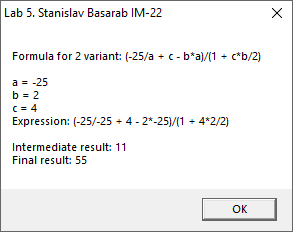 Lab 5. Stanislav Basarab IM-22
Formula for 2 variant: (-25/a + c - b*a)/(1 + c*b/2)
a = -25
b = 2
c = 4
Expression: (-25/-25 + 4 - 2*-25)/(1 + 4*2/2)
Intermediate result: 11
Final result: 55
OK